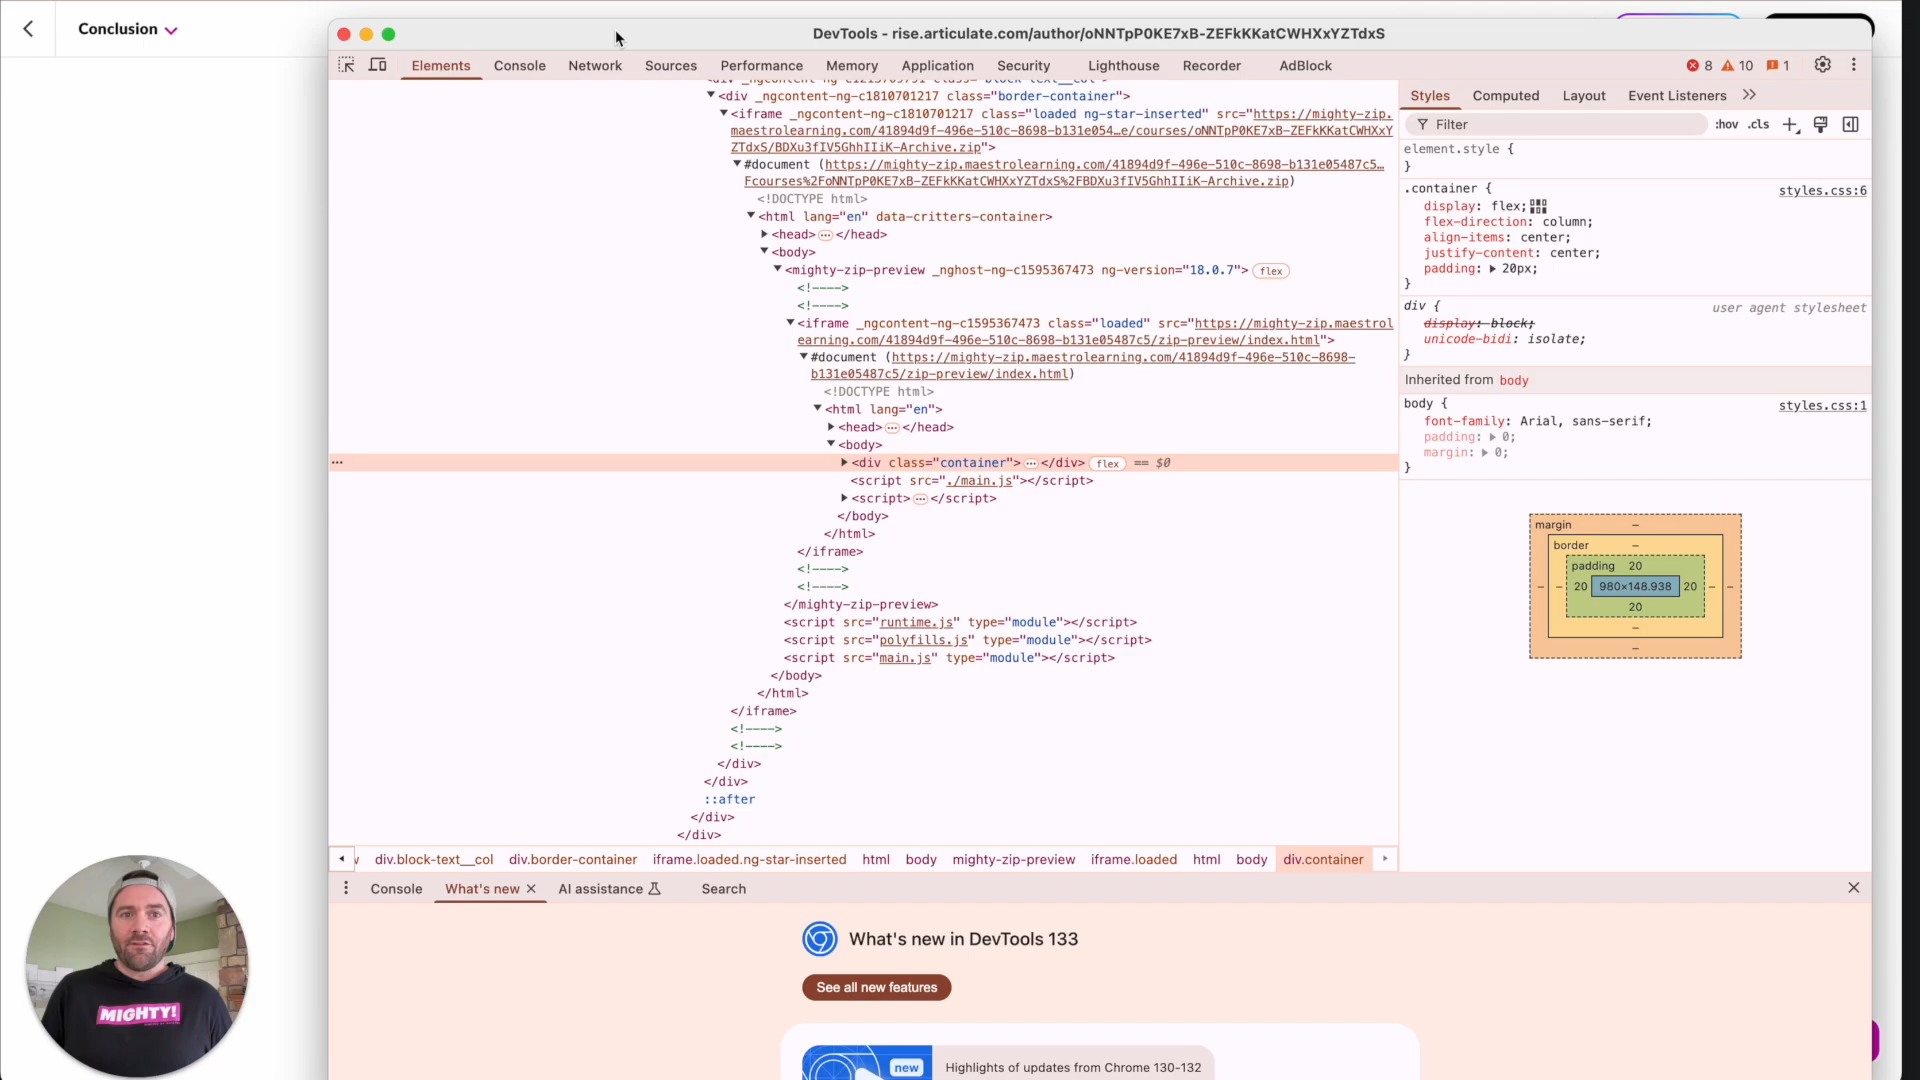 Conclusion
DevTools - rise.articulate.com/author/oNNTpP0KE7xB-ZEFkKKatCWHXxYZTdxS
Elements Console Network Sources Performance Memory Application Security Lighthouse Recorder AdBlock 8 10 1
<div _ngcontent-ng-c1810701217 class="border-container">
<iframe _ngcontent-ng-c1810701217 class="loaded ng-star-inserted" src="https://mighty-zip.
maestrolearning.com/41894d9f-496e-510c-8698-b131e054…e/courses/oNNTpP0KE7xB-ZEFkKKatCWHXxY
ZTdxS/BDXu3fIV5GhhIIiK-Archive.zip">
#document (https://mighty-zip.maestrolearning.com/41894d9f-496e-510c-8698-b131e05487c5…
Fcourses%2FoNNTpP0KE7xB-ZEFkKKatCWHXxYZTdxS%2FBDXu3fIV5GhhIIiK-Archive.zip)
<!DOCTYPE html>
<html lang="en" data-critters-container>
<head> … </head>
<body>
<mighty-zip-preview _nghost-ng-c1595367473 ng-version="18.0.7"> flex
<!---->
<!---->
<iframe _ngcontent-ng-c1595367473 class="loaded" src="https://mighty-zip.maestrol
earning.com/41894d9f-496e-510c-8698-b131e05487c5/zip-preview/index.html">
#document (https://mighty-zip.maestrolearning.com/41894d9f-496e-510c-8698-
b131e05487c5/zip-preview/index.html)
<!DOCTYPE html>
<html lang="en">
<head> … </head>
<body>
… <div class="container"> … </div> flex == $0
<script src="./main.js"></script>
<script> … </script>
</body>
</html>
</iframe>
<!---->
<!---->
</mighty-zip-preview>
<script src="runtime.js" type="module"></script>
<script src="polyfills.js" type="module"></script>
<script src="main.js" type="module"></script>
</body>
</html>
</iframe>
<!---->
<!---->
</div>
</div>
::after
</div>
</div>
div.block-text__col div.border-container iframe.loaded.ng-star-inserted html body mighty-zip-preview iframe.loaded html body div.container
Styles Computed Layout Event Listeners
Filter :hov .cls
element.style {
}
.container { styles.css:6
display: flex;
flex-direction: column;
align-items: center;
justify-content: center;
padding: 20px;
}
div { user agent stylesheet
display: block;
unicode-bidi: isolate;
}
Inherited from body
body { styles.css:1
font-family: Arial, sans-serif;
padding: 0;
margin: 0;
}
margin –
border –
padding 20
– – 20 980×148.938 20 – –
20
–
–
Console What's new AI assistance Search
What's new in DevTools 133
See all new features
new Highlights of updates from Chrome 130-132
MIGHTY!